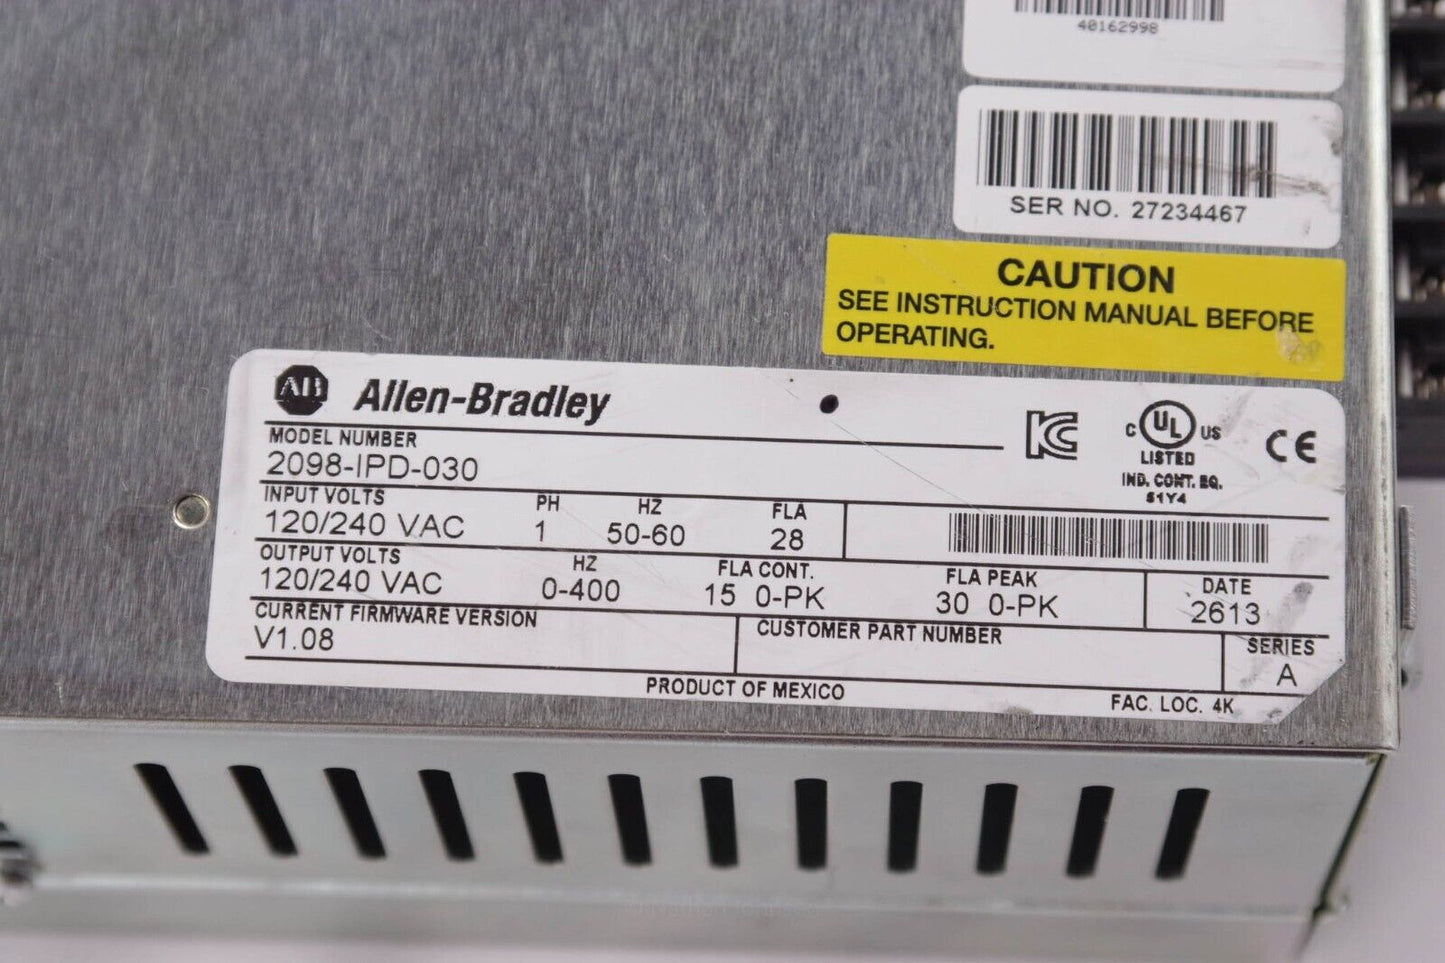 40162998
SER NO. 27234467
CAUTION
SEE INSTRUCTION MANUAL BEFORE
OPERATING.
AB Allen-Bradley
C UL US
LISTED
IND. CONT. EQ.
51Y4
CE
MODEL NUMBER
2098-IPD-030
INPUT VOLTS PH HZ FLA
120/240 VAC 1 50-60 28
OUTPUT VOLTS HZ FLA CONT. FLA PEAK DATE
120/240 VAC 0-400 15 0-PK 30 0-PK 2613
CURRENT FIRMWARE VERSION CUSTOMER PART NUMBER SERIES
V1.08 A
PRODUCT OF MEXICO FAC. LOC. 4K